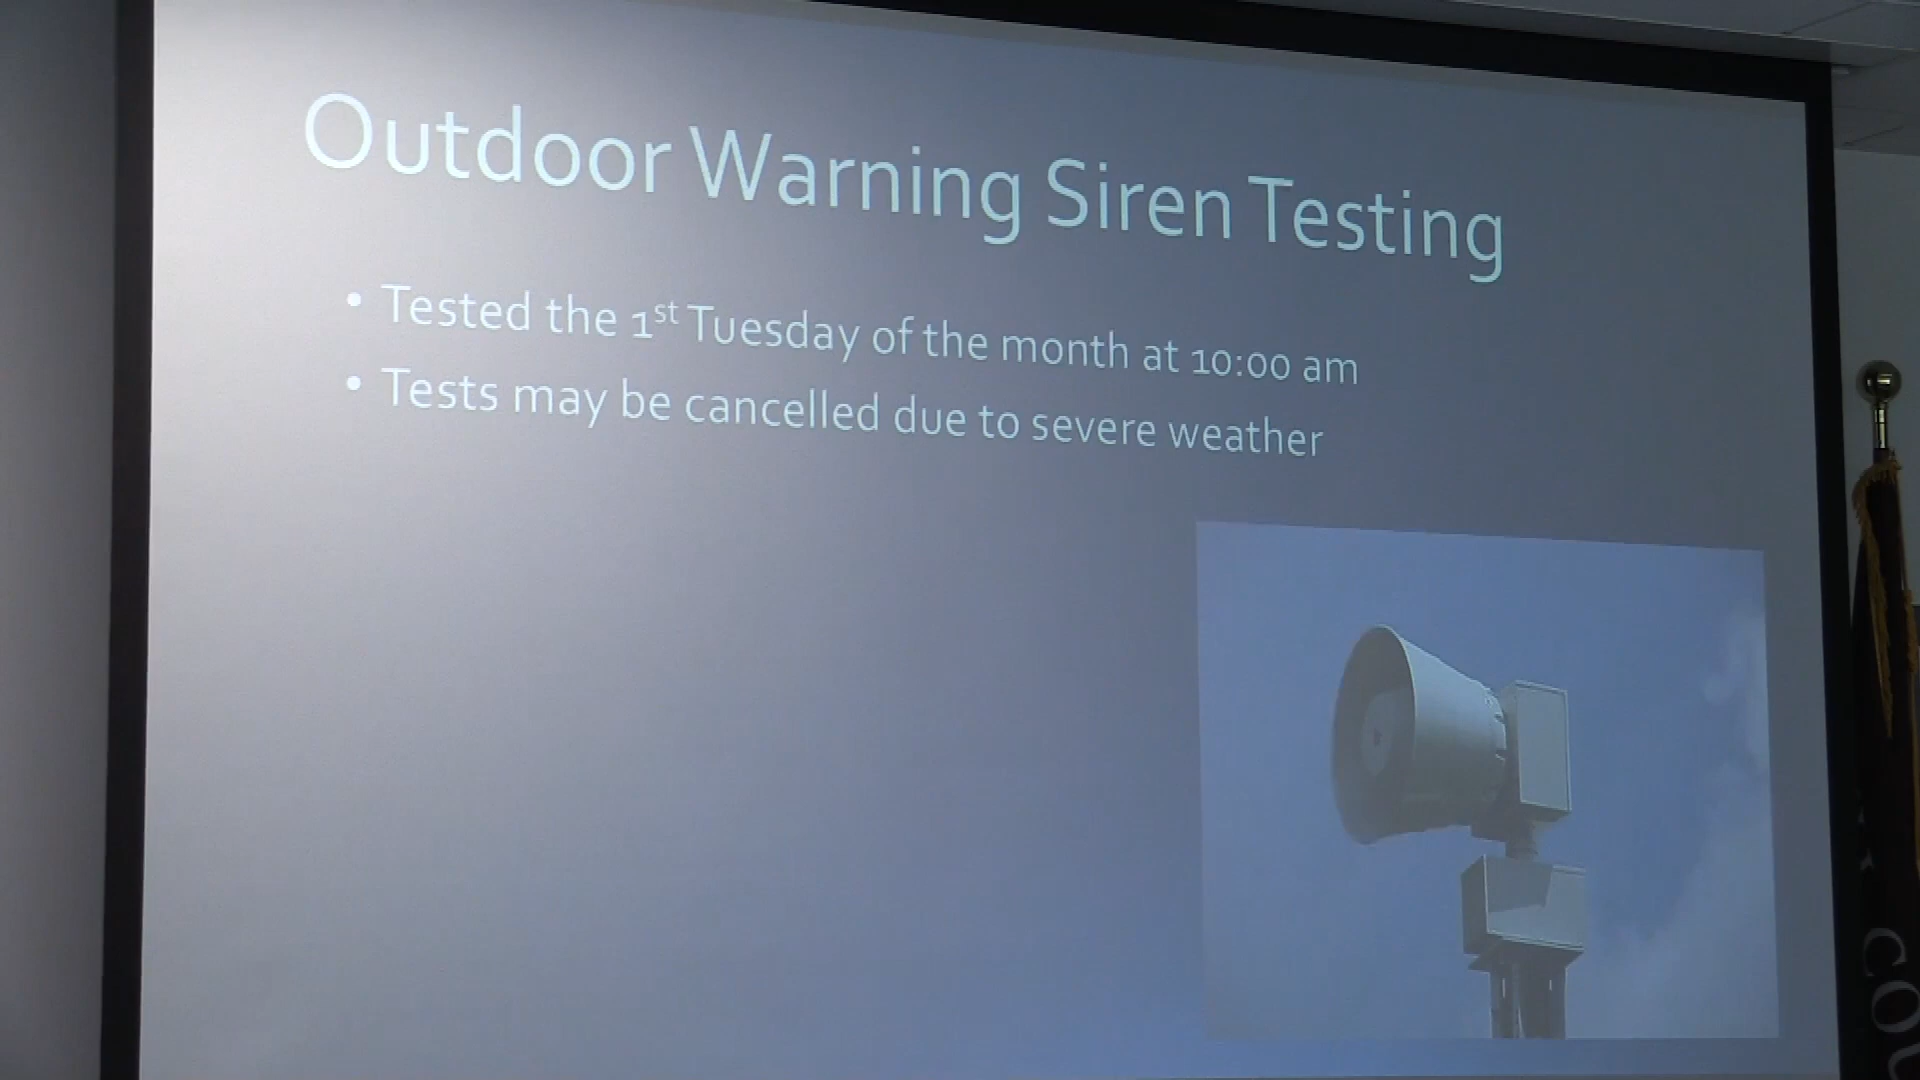 Outdoor Warning Siren Testing
• Tested the 1st Tuesday of the month at 10:00 am
• Tests may be cancelled due to severe weather
COU